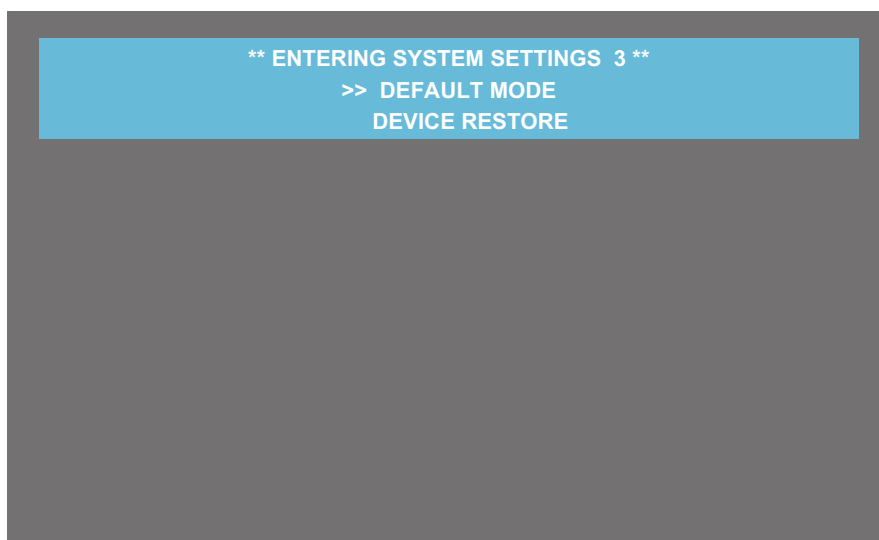 ** ENTERING SYSTEM SETTINGS  3 **
>>  DEFAULT MODE
DEVICE RESTORE